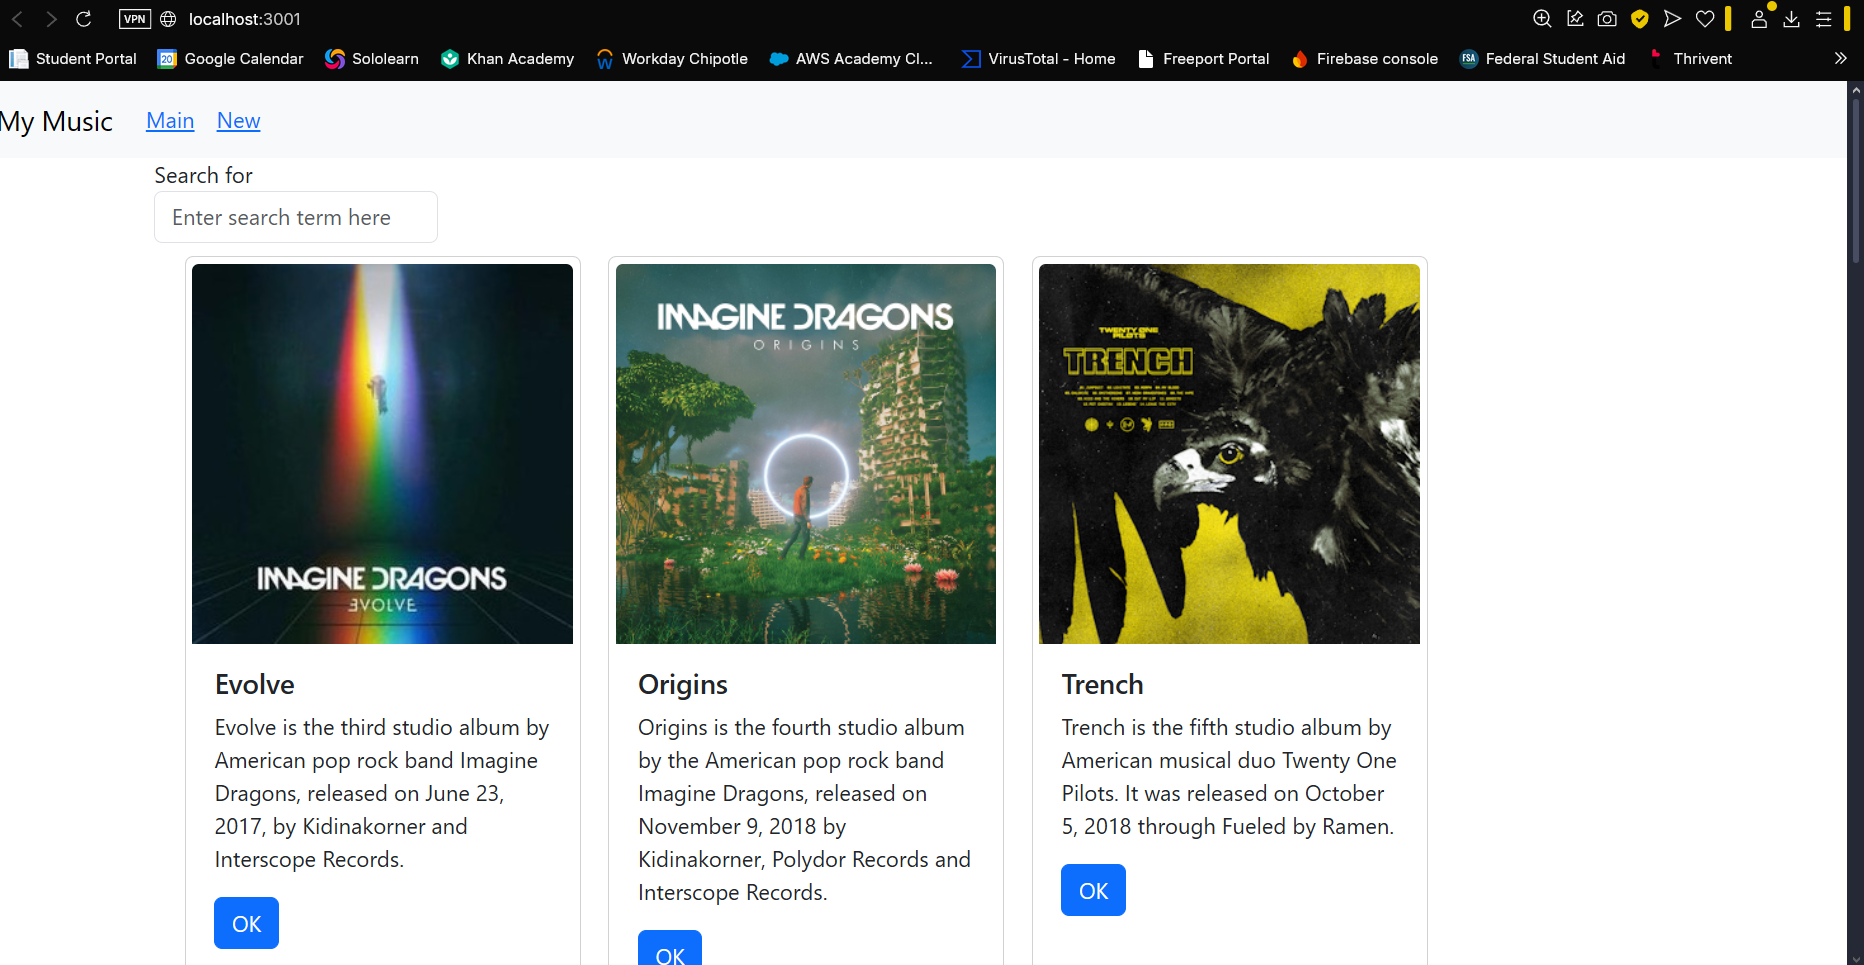 VPN localhost:3001
Student Portal 20 Google Calendar Sololearn Khan Academy Workday Chipotle AWS Academy Cl... VirusTotal - Home Freeport Portal Firebase console FSA Federal Student Aid Thrivent
My Music Main New
Search for
Enter search term here
IMAGINE DRAGONS
EVOLVE
Evolve
Evolve is the third studio album by
American pop rock band Imagine
Dragons, released on June 23,
2017, by Kidinakorner and
Interscope Records.
OK
IMAGINE DRAGONS
ORIGINS
Origins
Origins is the fourth studio album
by the American pop rock band
Imagine Dragons, released on
November 9, 2018 by
Kidinakorner, Polydor Records and
Interscope Records.
OK
TWENTY ONE
PILOTS
TRENCH
Trench
Trench is the fifth studio album by
American musical duo Twenty One
Pilots. It was released on October
5, 2018 through Fueled by Ramen.
OK